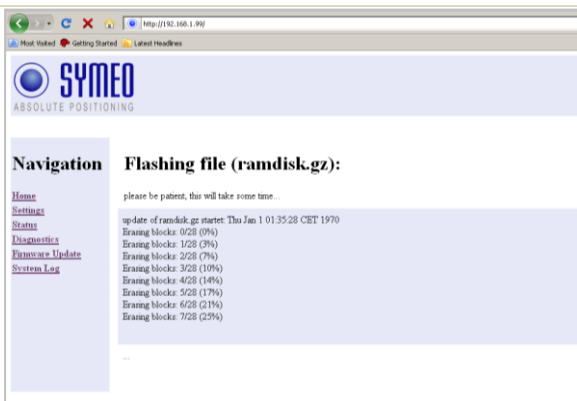 http://192.168.1.99/
Most Visited Getting Started Latest Headlines
SYMEO
ABSOLUTE POSITIONING
Navigation
Home
Settings
Status
Diagnostics
Firmware Update
System Log
Flashing file (ramdisk.gz):
please be patient, this will take some time...
update of ramdisk.gz startet: Thu Jan 1 01:35:28 CET 1970
Erasing blocks: 0/28 (0%)
Erasing blocks: 1/28 (3%)
Erasing blocks: 2/28 (7%)
Erasing blocks: 3/28 (10%)
Erasing blocks: 4/28 (14%)
Erasing blocks: 5/28 (17%)
Erasing blocks: 6/28 (21%)
Erasing blocks: 7/28 (25%)
...